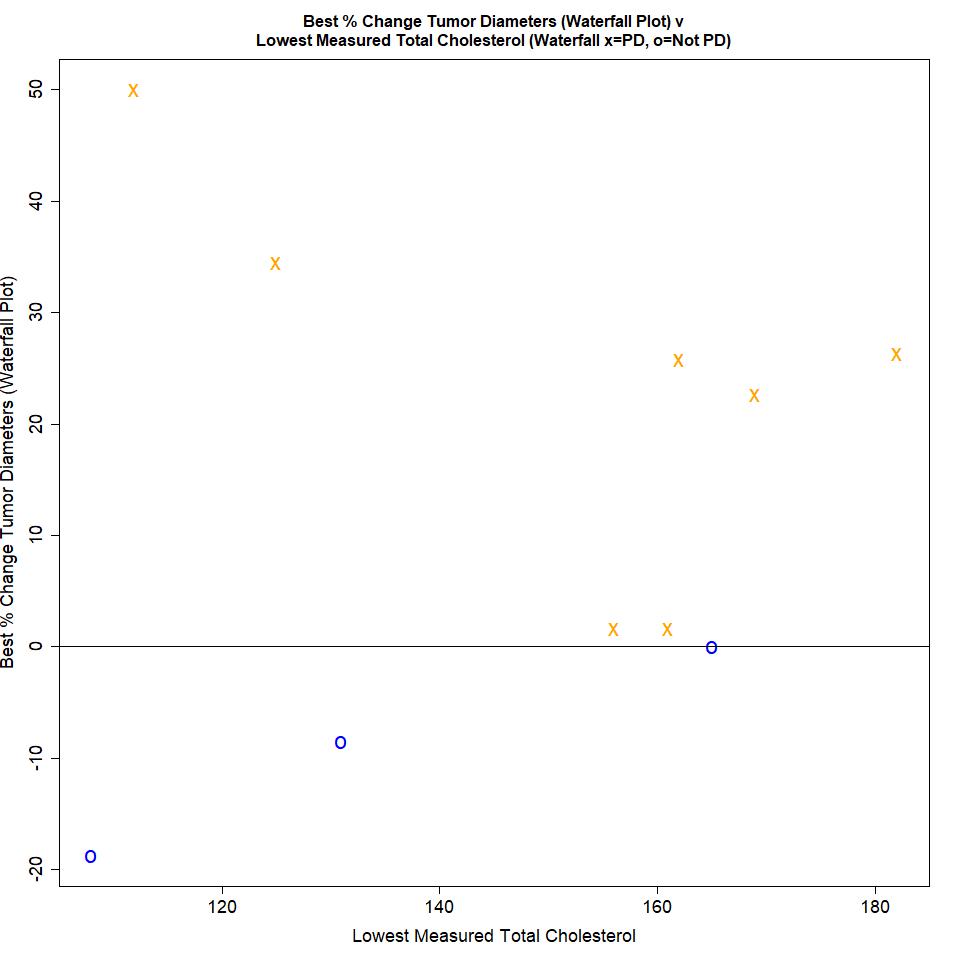 Best % Change Tumor Diameters (Waterfall Plot) v
Lowest Measured Total Cholesterol (Waterfall x=PD, o=Not PD)
Best % Change Tumor Diameters (Waterfall Plot)
50
40
30
20
10
0
-10
-20
X
X
X
X
X
X
X
O
O
O
120
140
160
180
Lowest Measured Total Cholesterol